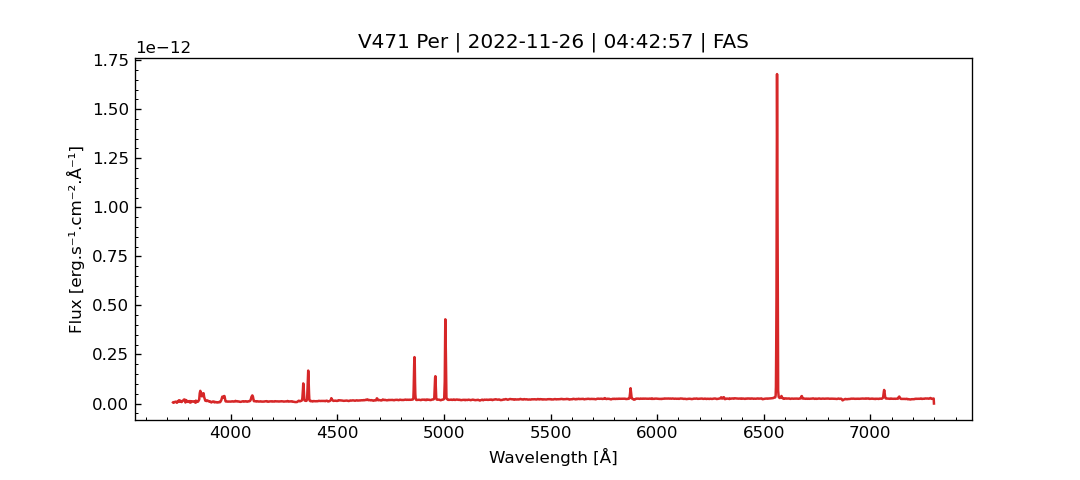 V471 Per | 2022-11-26 | 04:42:57 | FAS
1e−12
1.75
1.50
1.25
1.00
0.75
0.50
0.25
0.00
Flux [erg.s⁻¹.cm⁻².Å⁻¹]
4000 4500 5000 5500 6000 6500 7000
Wavelength [Å]